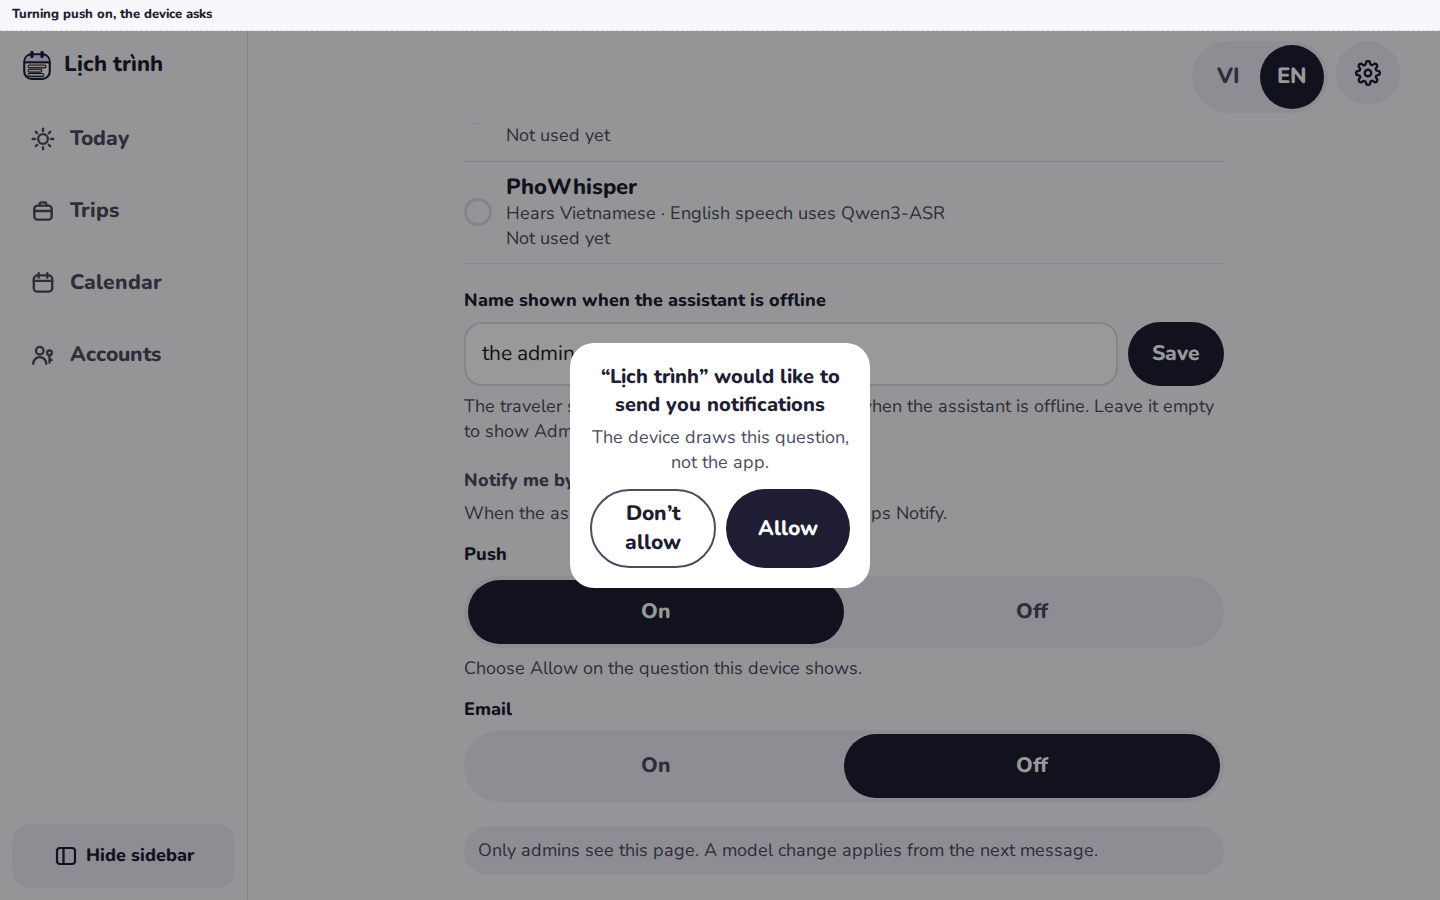 Turning push on, the device asks
Lịch trình
VI
EN
Today
Trips
Calendar
Accounts
Hide sidebar
Not used yet
PhoWhisper
Hears Vietnamese · English speech uses Qwen3-ASR
Not used yet
Name shown when the assistant is offline
the admin
Save
The traveler
when the assistant is offline. Leave it empty
to show
Notify me by
When the
Notify.
“Lịch trình” would like to
send you notifications
The device draws this question,
not the app.
Don’t
allow
Allow
Push
On
Off
Choose Allow on the question this device shows.
Email
On
Off
Only admins see this page. A model change applies from the next message.